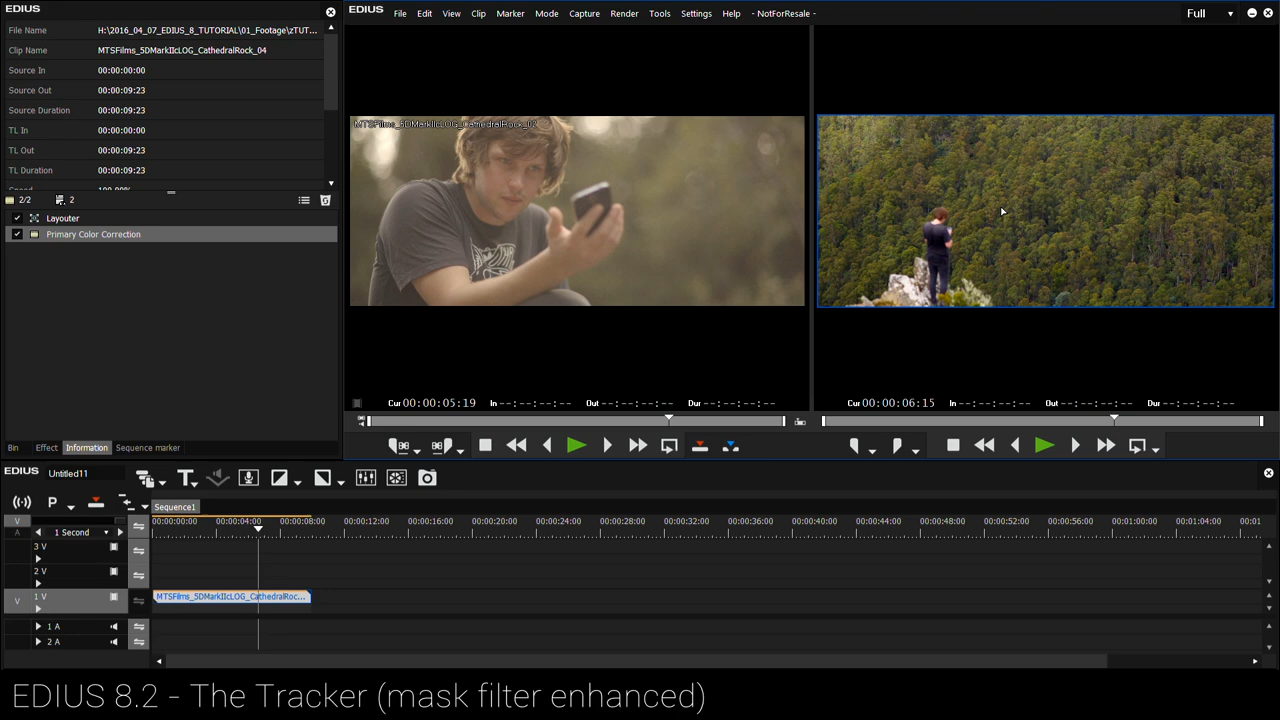 EDIUS
File Name H:\2016_04_07_EDIUS_8_TUTORIAL\01_Footage\zTUT...
Clip Name MTSFilms_5DMarkIIcLOG_CathedralRock_04
Source In 00:00:00:00
Source Out 00:00:09:23
Source Duration 00:00:09:23
TL In 00:00:00:00
TL Out 00:00:09:23
TL Duration 00:00:09:23
2/2 2
Layouter
Primary Color Correction
Bin Effect Information Sequence marker
EDIUS File Edit View Clip Marker Mode Capture Render Tools Settings Help - NotForResale - Full
MTSFilms_5DMarkIIcLOG_CathedralRock_02
Cur 00:00:05:19 In --:--:--:-- Out --:--:--:-- Dur --:--:--:--
Cur 00:00:06:15 In --:--:--:-- Out --:--:--:-- Dur --:--:--:--
EDIUS Untitled11
T
P
Sequence1
V
A
1 Second
00:00:00:00 00:00:04:00 00:00:08:00 00:00:12:00 00:00:16:00 00:00:20:00 00:00:24:00 00:00:28:00 00:00:32:00 00:00:36:00 00:00:40:00 00:00:44:00 00:00:48:00 00:00:52:00 00:00:56:00 00:01:00:00 00:01:04:00 00:01
3 V
2 V
V 1 V MTSFilms_5DMarkIIcLOG_CathedralRoc...
1 A
2 A
EDIUS 8.2 - The Tracker (mask filter enhanced)